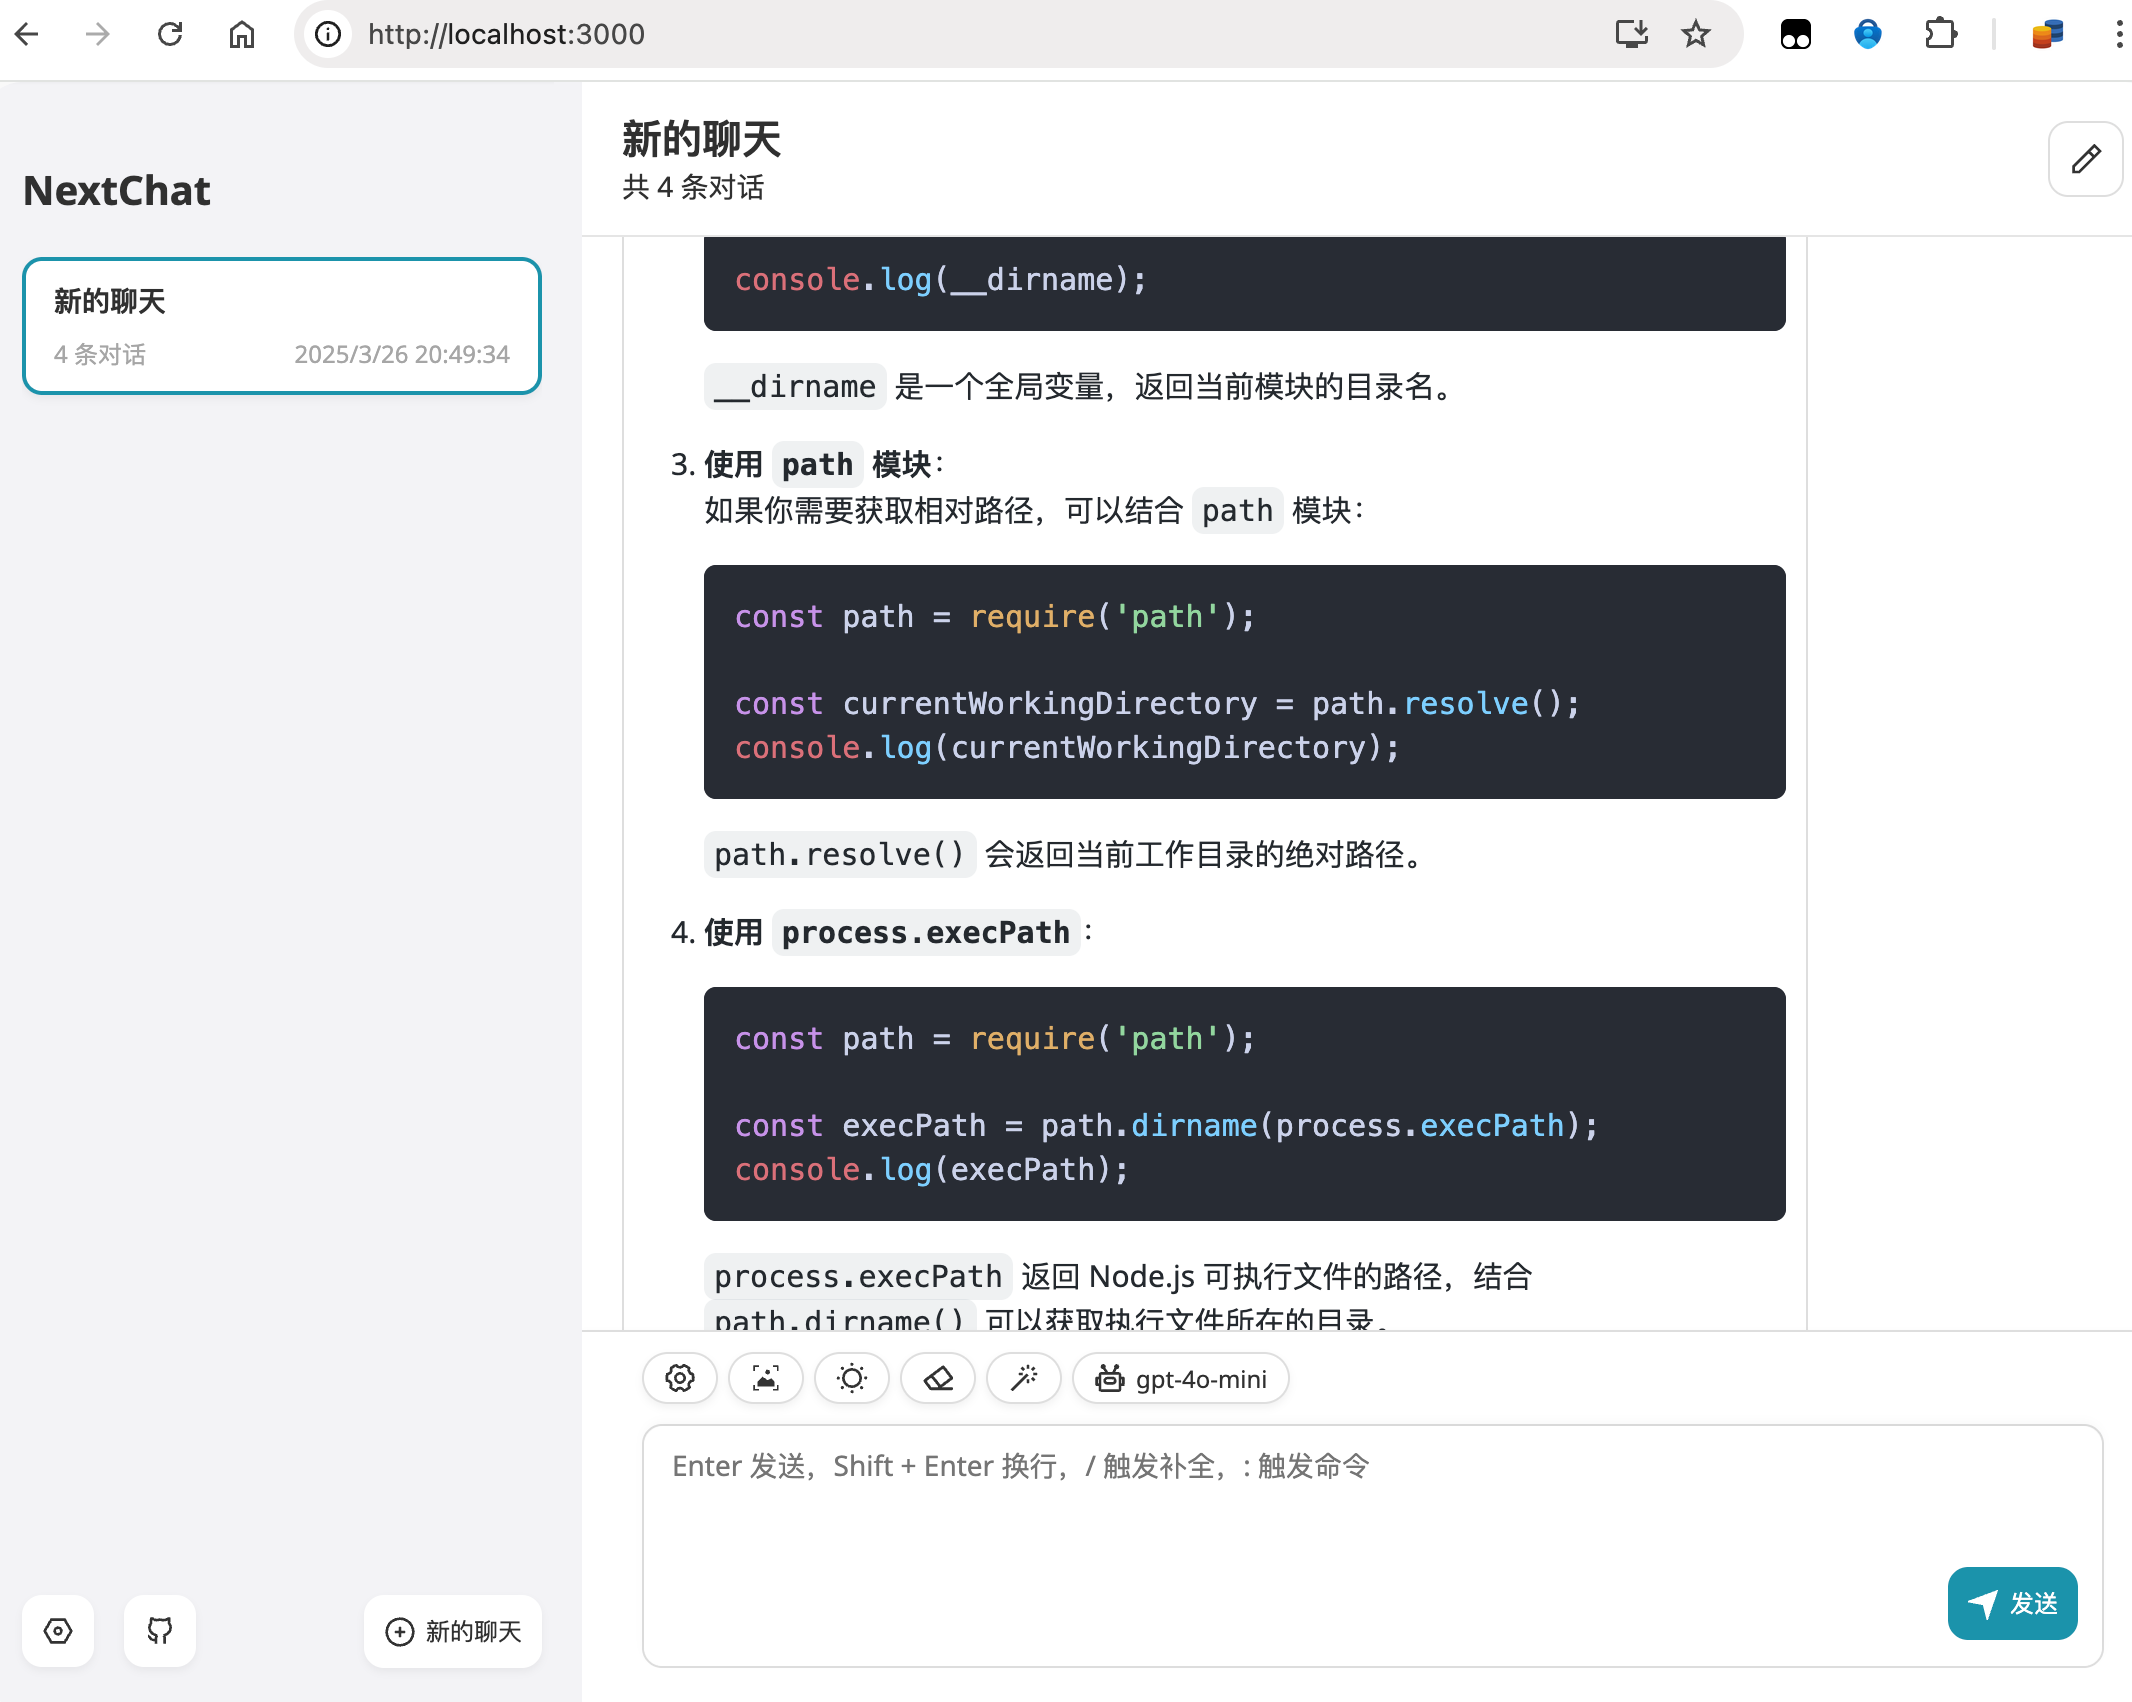 http://localhost:3000
NextChat
新的聊天
4 条对话 2025/3/26 20:49:34
新的聊天
新的聊天
共 4 条对话
console.log(__dirname);
__dirname 是一个全局变量，返回当前模块的目录名。
3. 使用 path 模块：
如果你需要获取相对路径，可以结合 path 模块：
const path = require('path');
const currentWorkingDirectory = path.resolve();
console.log(currentWorkingDirectory);
path.resolve() 会返回当前工作目录的绝对路径。
4. 使用 process.execPath：
const path = require('path');
const execPath = path.dirname(process.execPath);
console.log(execPath);
process.execPath 返回 Node.js 可执行文件的路径，结合
path.dirname() 可以获取执行文件所在的目录。
gpt-4o-mini
Enter 发送，Shift + Enter 换行，/ 触发补全，: 触发命令
发送